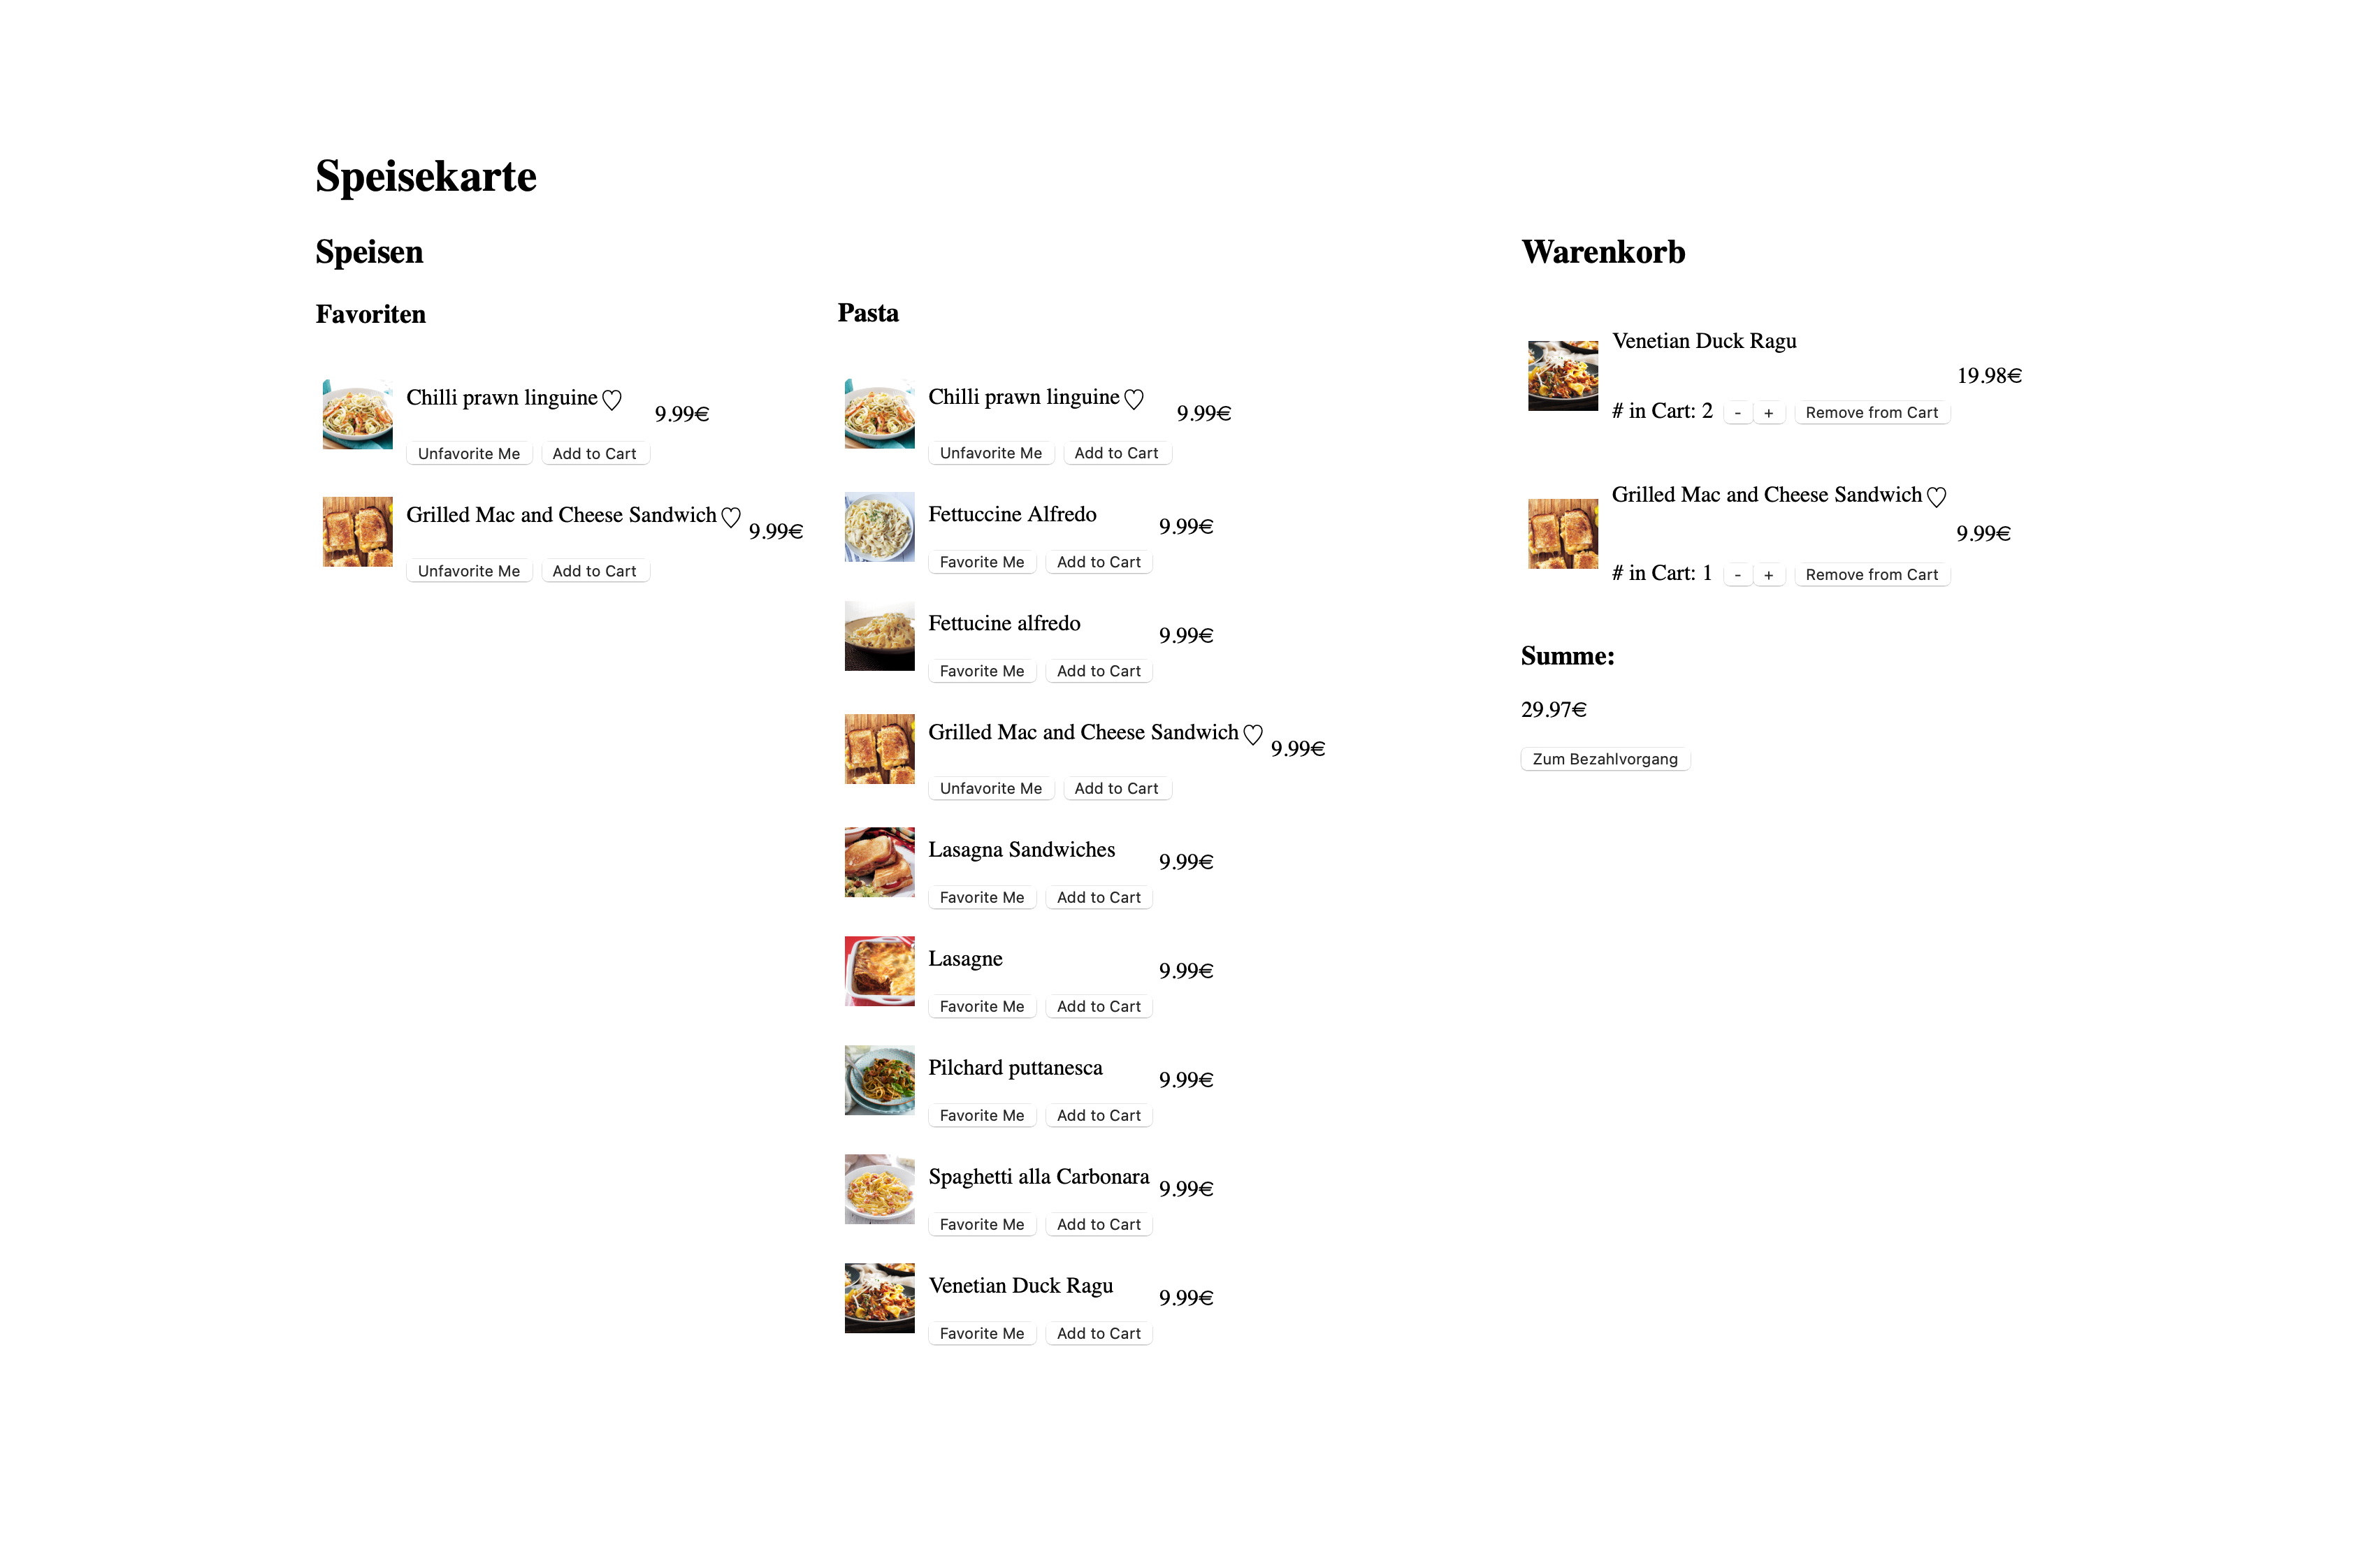 Speisekarte
Speisen
Favoriten
Chilli prawn linguine♡
9.99€
Unfavorite Me Add to Cart
Grilled Mac and Cheese Sandwich♡
9.99€
Unfavorite Me Add to Cart
Pasta
Chilli prawn linguine♡
9.99€
Unfavorite Me Add to Cart
Fettuccine Alfredo
9.99€
Favorite Me Add to Cart
Fettucine alfredo
9.99€
Favorite Me Add to Cart
Grilled Mac and Cheese Sandwich♡
9.99€
Unfavorite Me Add to Cart
Lasagna Sandwiches
9.99€
Favorite Me Add to Cart
Lasagne
9.99€
Favorite Me Add to Cart
Pilchard puttanesca
9.99€
Favorite Me Add to Cart
Spaghetti alla Carbonara
9.99€
Favorite Me Add to Cart
Venetian Duck Ragu
9.99€
Favorite Me Add to Cart
Warenkorb
Venetian Duck Ragu
19.98€
# in Cart: 2 - + Remove from Cart
Grilled Mac and Cheese Sandwich♡
9.99€
# in Cart: 1 - + Remove from Cart
Summe:
29.97€
Zum Bezahlvorgang